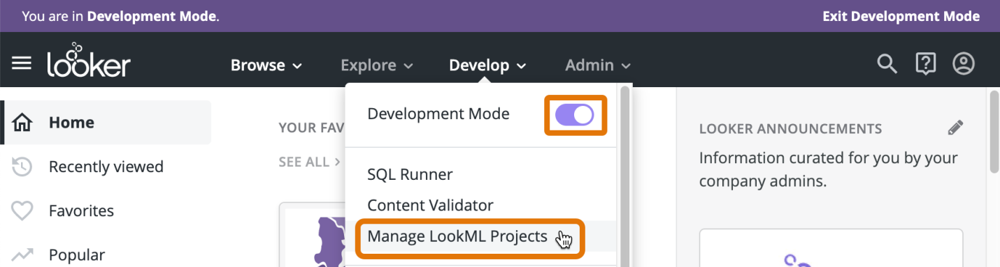 You are in Development Mode.
Exit Development Mode
looker
Browse
Explore
Develop
Admin
Development Mode
SQL Runner
Content Validator
Manage LookML Projects
Home
Recently viewed
Favorites
Popular
YOUR FAV
SEE ALL
LOOKER ANNOUNCEMENTS
Information curated for you by your
company admins.